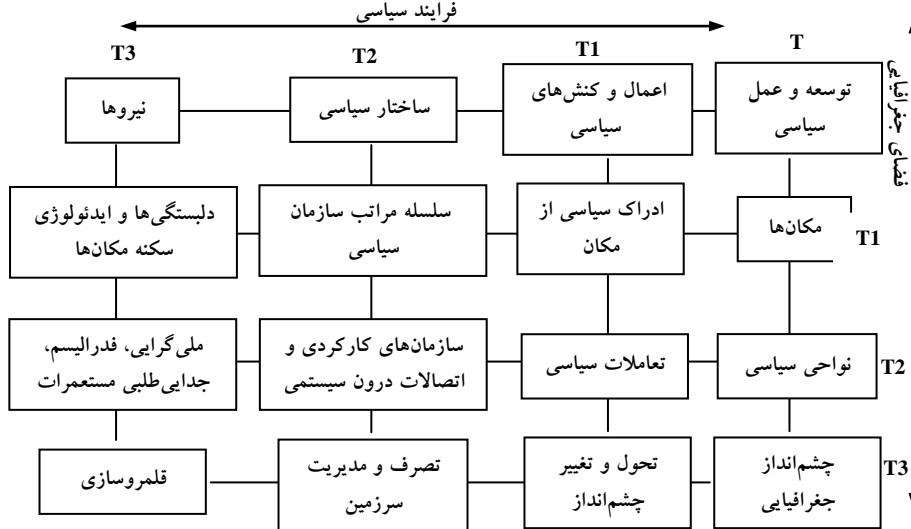 فرایند سیاسی
T
T1
T2
T3
فضای جغرافیایی
توسعه و عمل
سیاسی
اعمال و کنش‌های
سیاسی
ساختار سیاسی
نیروها
T1
مکان‌ها
ادراک سیاسی از
مکان
سلسله مراتب سازمان
سیاسی
دلبستگی‌ها و ایدئولوژی
سکنه مکان‌ها
T2
نواحی سیاسی
تعاملات سیاسی
سازمان‌های کارکردی و
اتصالات درون سیستمی
ملی‌گرایی، فدرالیسم،
جدایی‌طلبی مستعمرات
T3
چشم‌انداز
جغرافیایی
تحول و تغییر
چشم‌انداز
تصرف و مدیریت
سرزمین
قلمروسازی